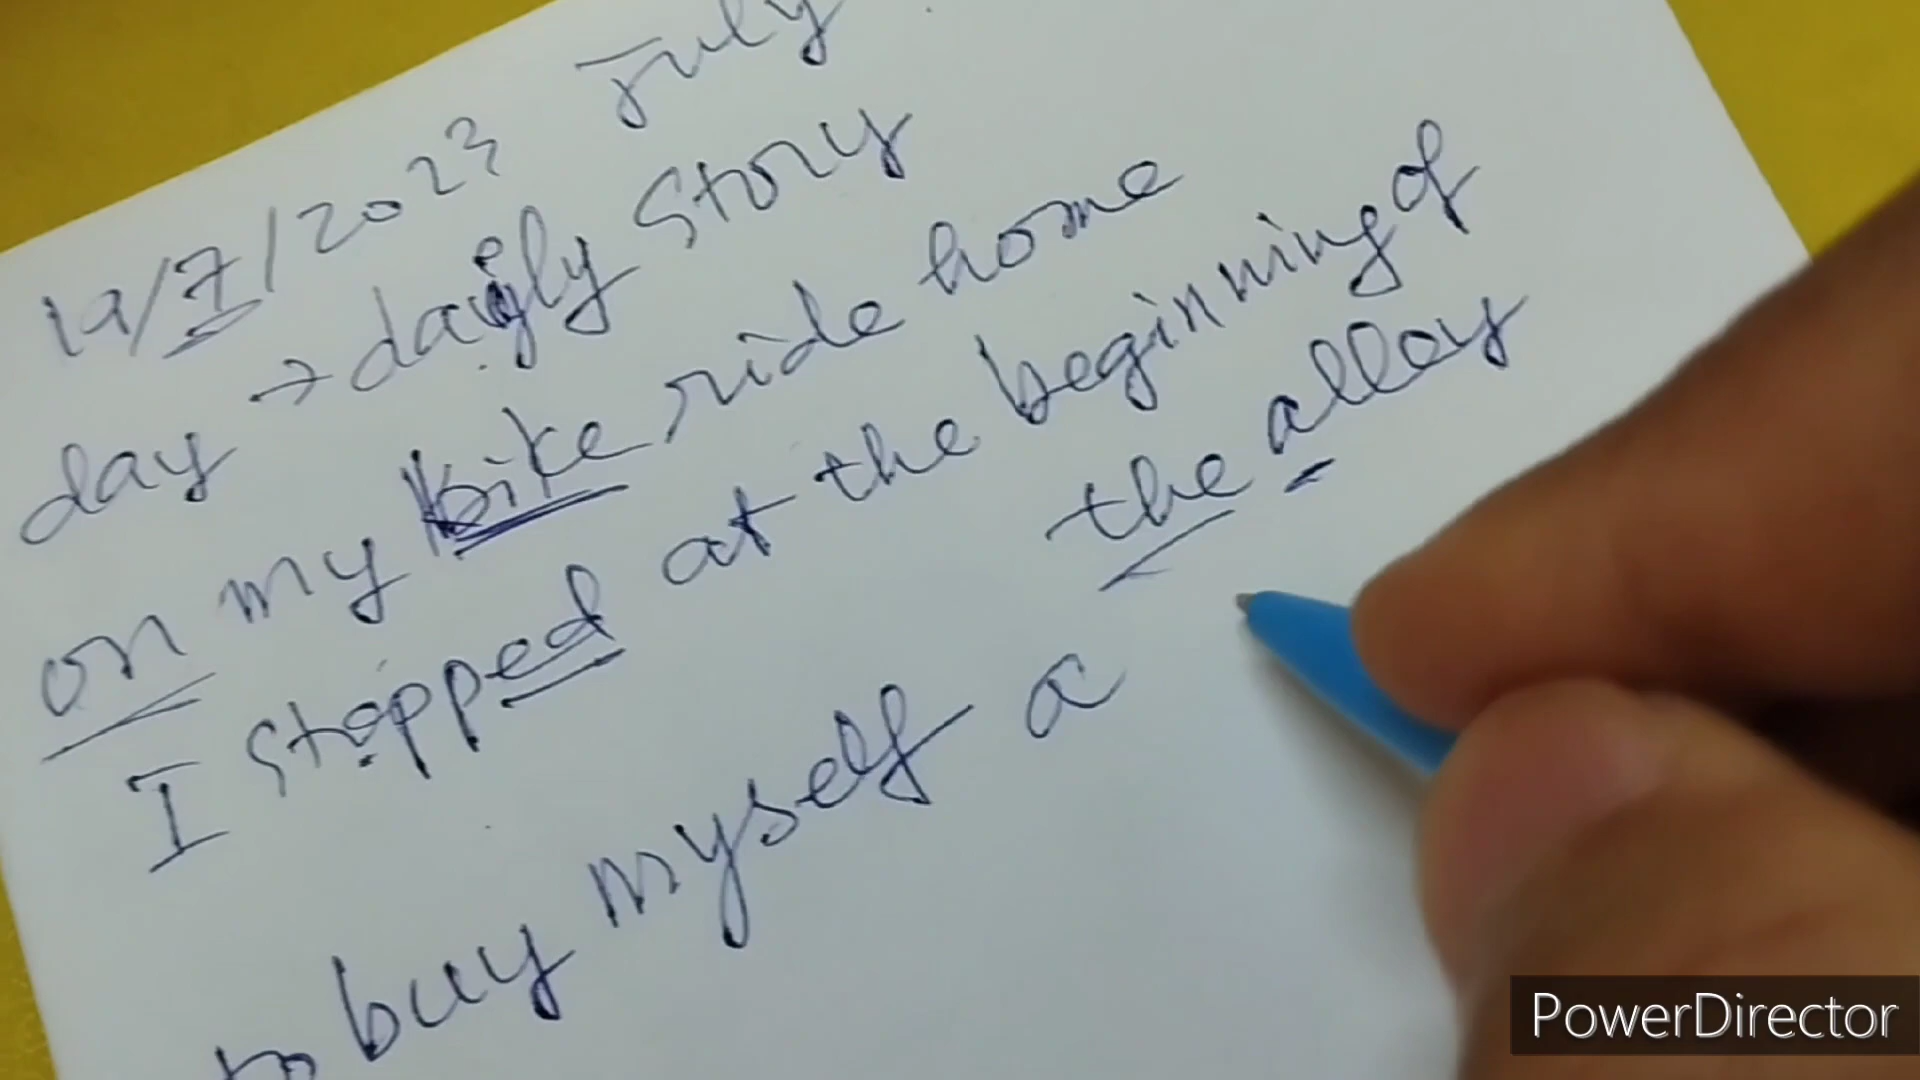 19/7/2023 July
day → daily story
on my bike ride home
I stopped at the beginning of
the alloy
to buy myself a
PowerDirector